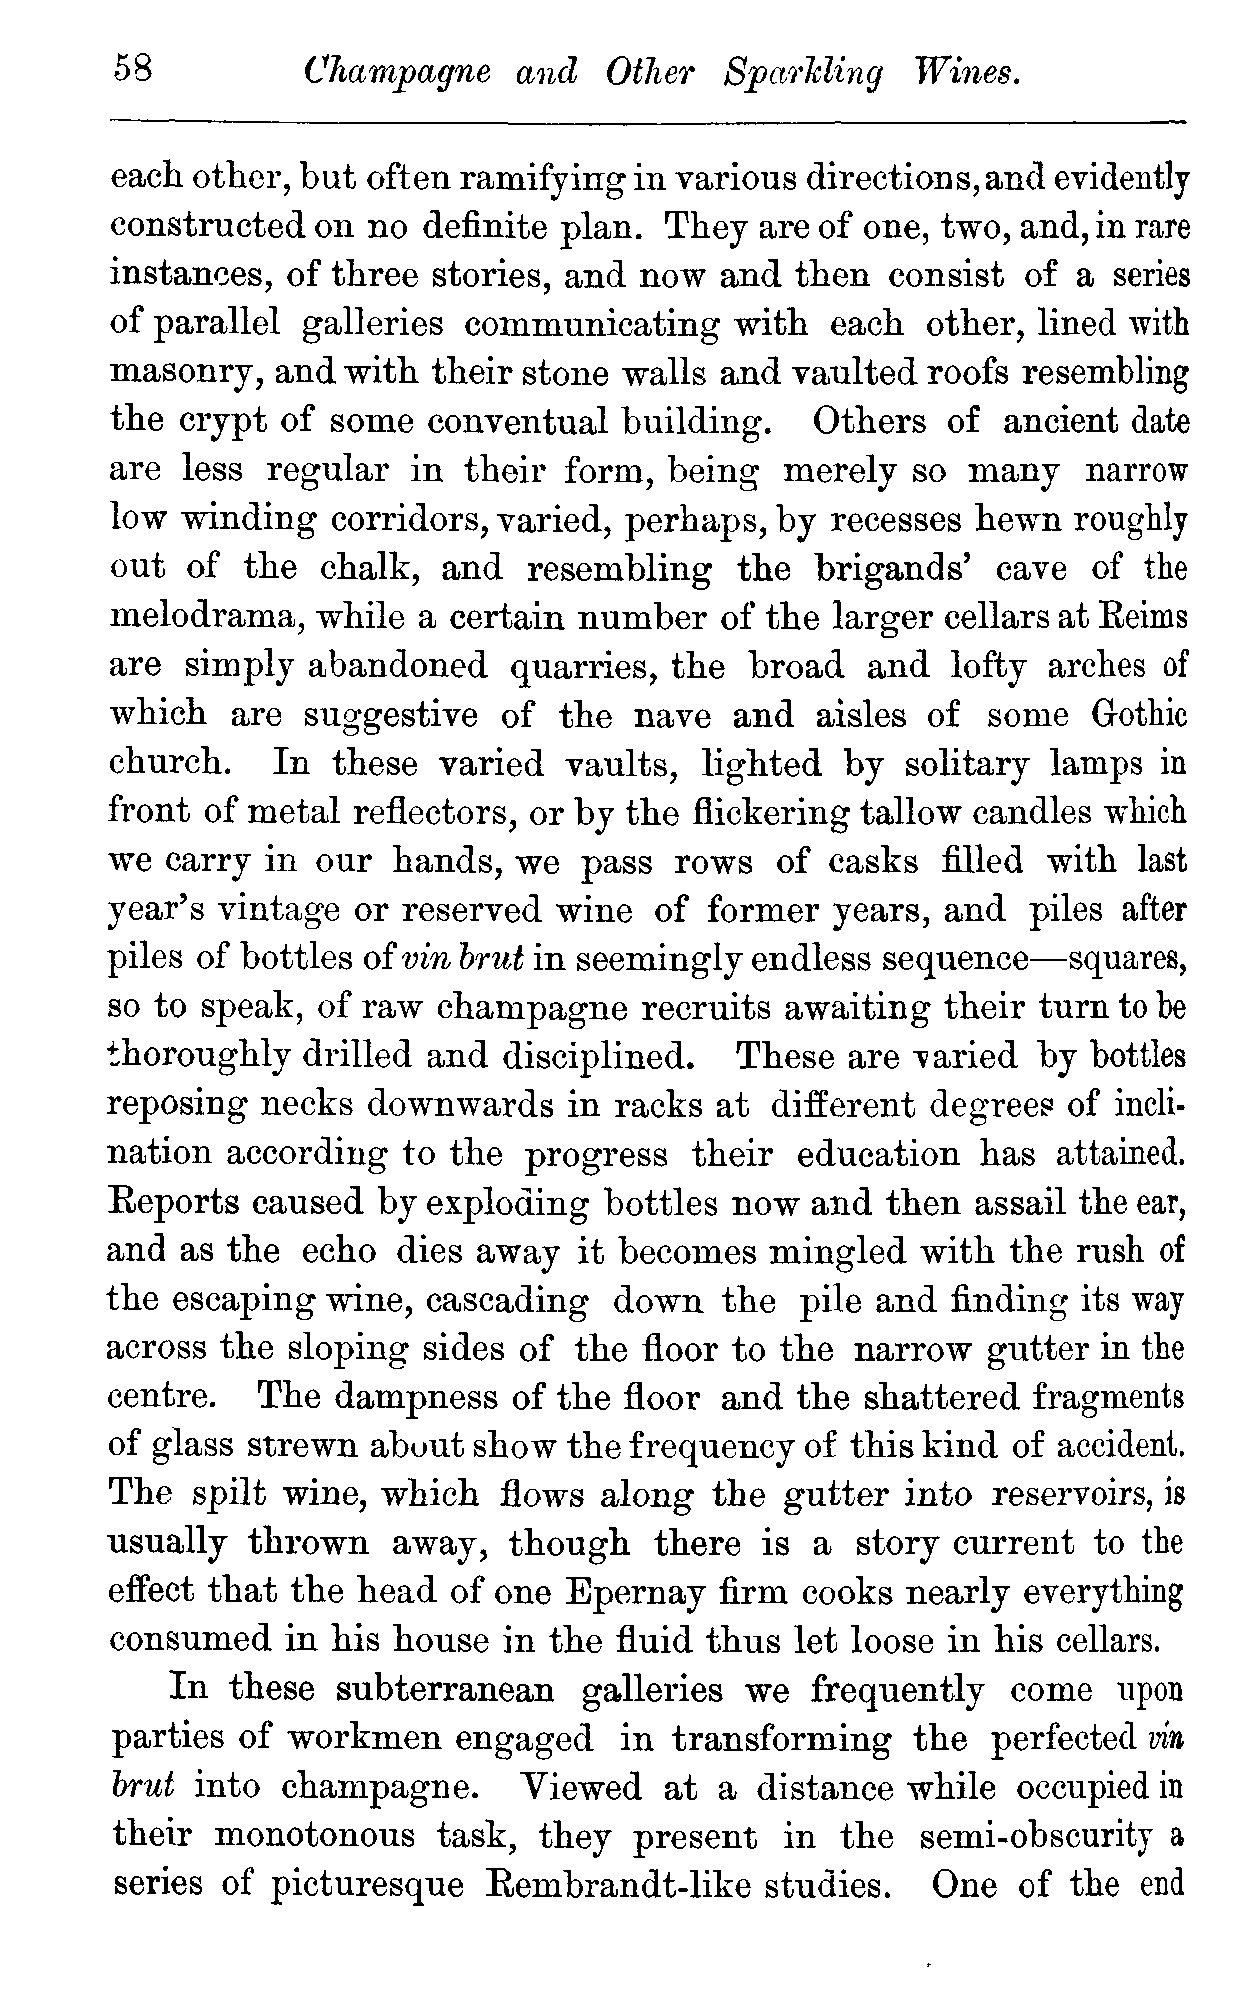 58 Champagne and Other Sparkling Wines.
each other, but often ramifying in various directions, and evidently
constructed on no definite plan. They are of one, two, and, in rare
instances, of three stories, and now and then consist of a series
of parallel galleries communicating with each other, lined with
masonry, and with their stone walls and vaulted roofs resembling
the crypt of some conventual building. Others of ancient date
are less regular in their form, being merely so many narrow
low winding corridors, varied, perhaps, by recesses hewn roughly
out of the chalk, and resembling the brigands' cave of the
melodrama, while a certain number of the larger cellars at Reims
are simply abandoned quarries, the broad and lofty arches of
which are suggestive of the nave and aisles of some Gothic
church. In these varied vaults, lighted by solitary lamps in
front of metal reflectors, or by the flickering tallow candles which
we carry in our hands, we pass rows of casks filled with last
year's vintage or reserved wine of former years, and piles after
piles of bottles of vin brut in seemingly endless sequence—squares,
so to speak, of raw champagne recruits awaiting their turn to be
thoroughly drilled and disciplined. These are varied by bottles
reposing necks downwards in racks at different degrees of incli-
nation according to the progress their education has attained.
Reports caused by exploding bottles now and then assail the ear,
and as the echo dies away it becomes mingled with the rush of
the escaping wine, cascading down the pile and finding its way
across the sloping sides of the floor to the narrow gutter in the
centre. The dampness of the floor and the shattered fragments
of glass strewn about show the frequency of this kind of accident.
The spilt wine, which flows along the gutter into reservoirs, is
usually thrown away, though there is a story current to the
effect that the head of one Epernay firm cooks nearly everything
consumed in his house in the fluid thus let loose in his cellars.
In these subterranean galleries we frequently come upon
parties of workmen engaged in transforming the perfected vin
brut into champagne. Viewed at a distance while occupied in
their monotonous task, they present in the semi-obscurity a
series of picturesque Rembrandt-like studies. One of the end